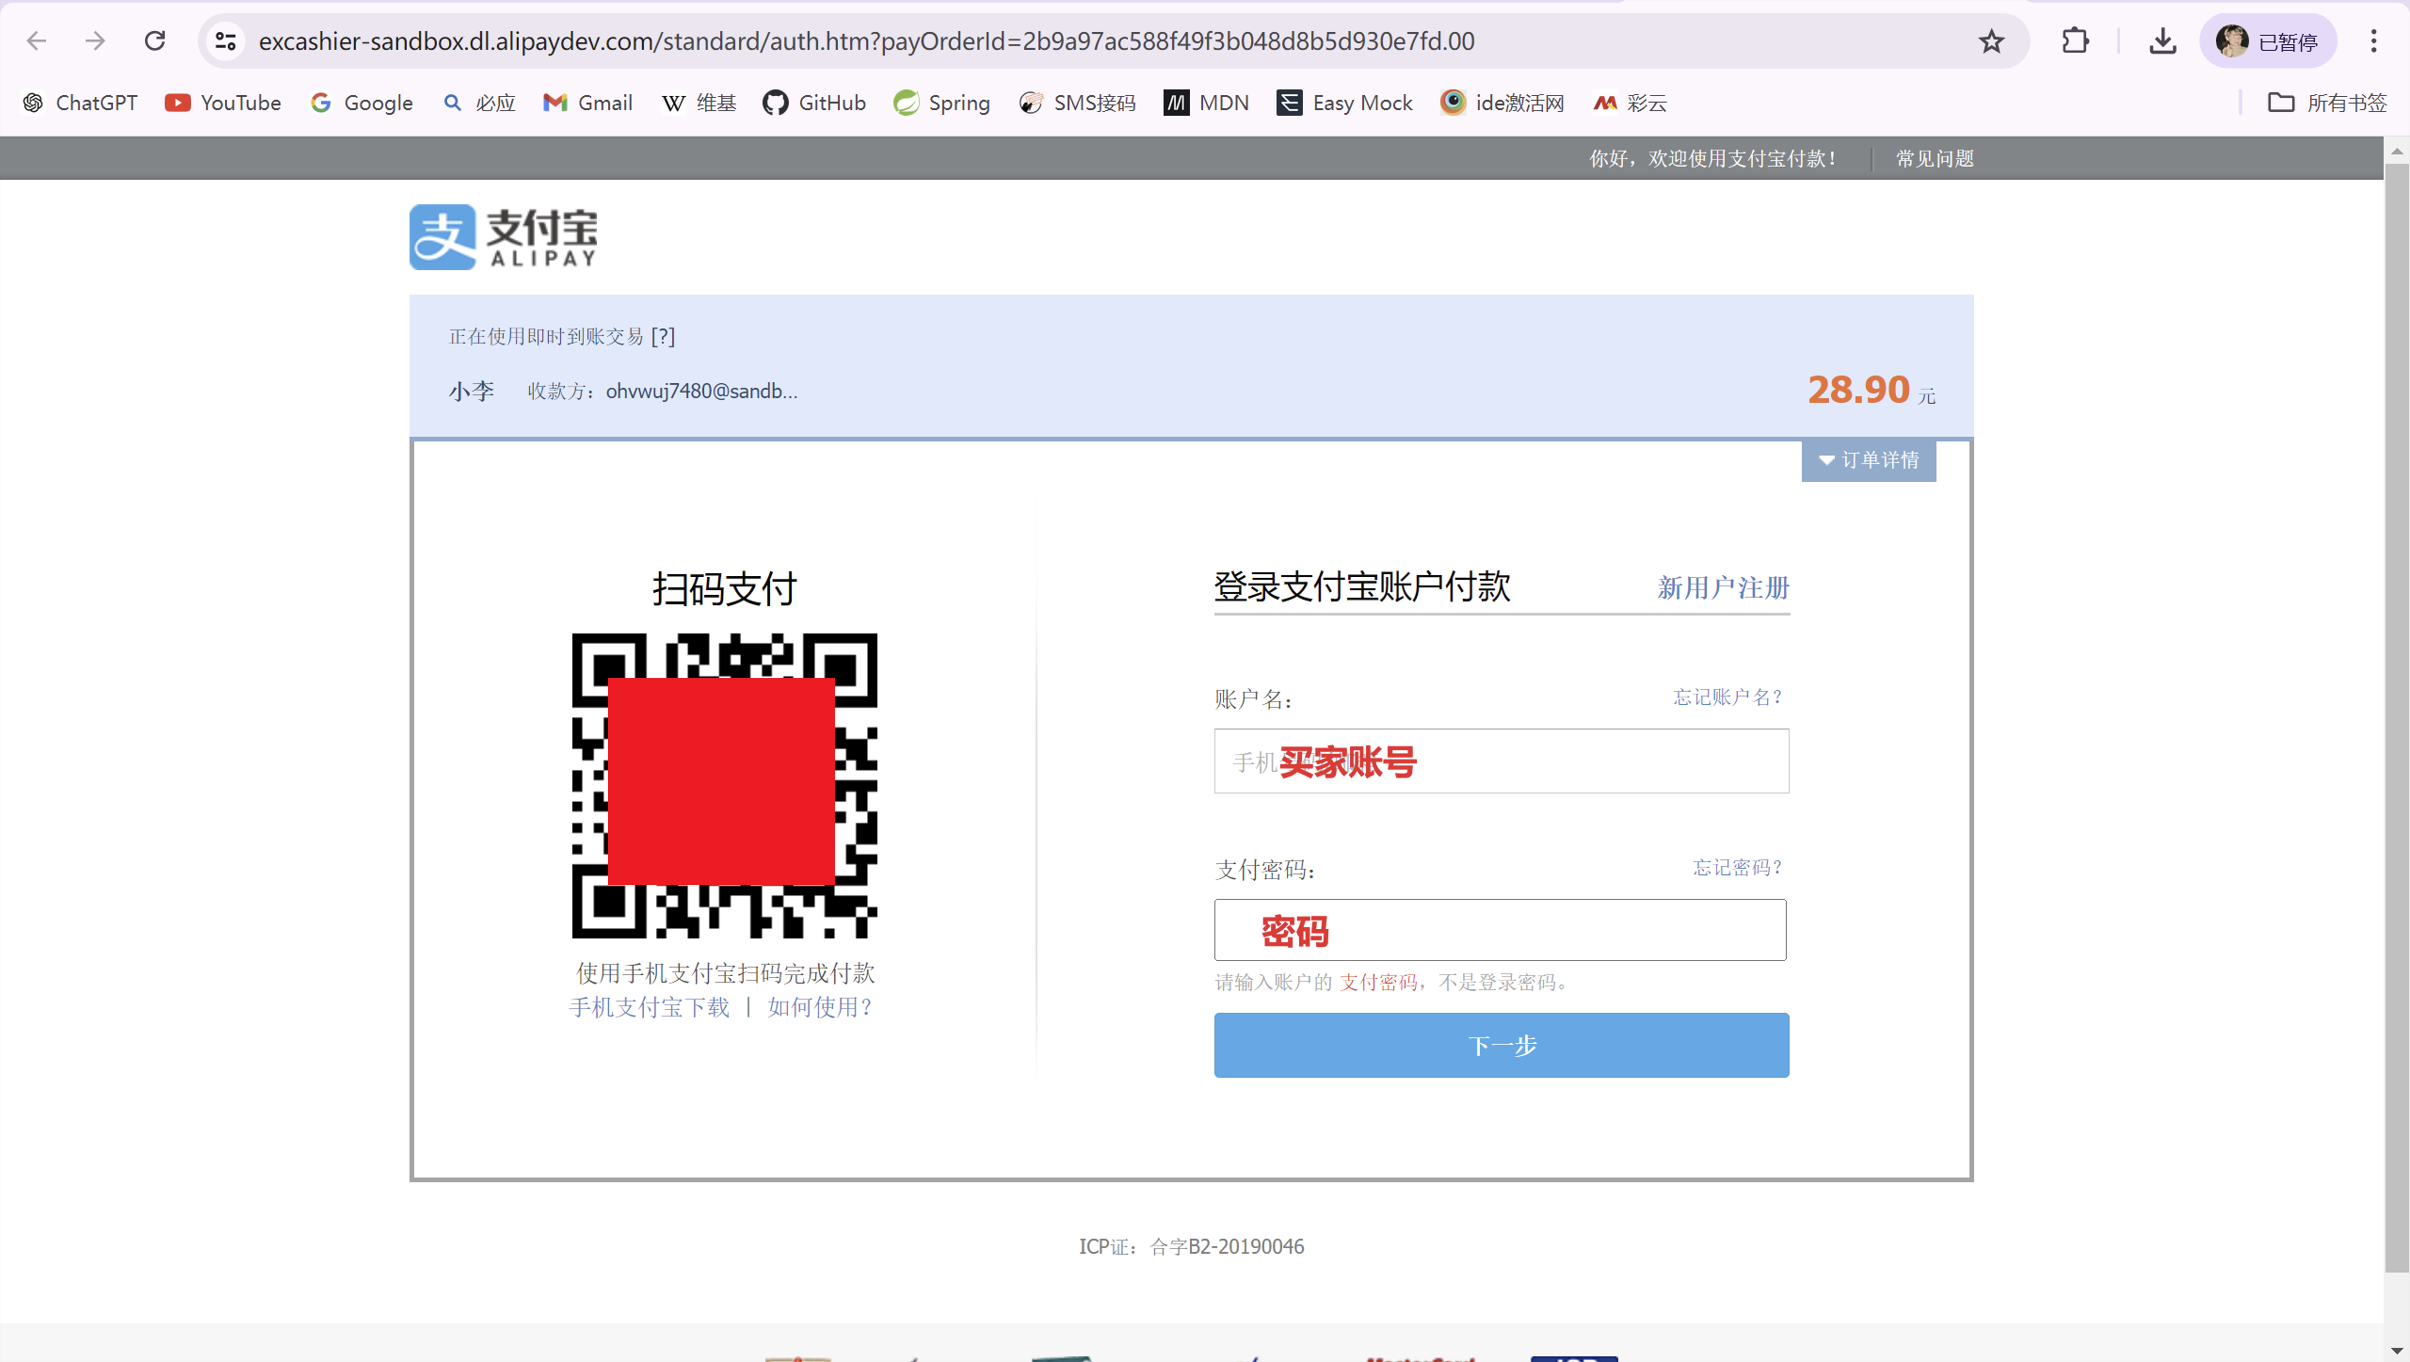 excashier-sandbox.dl.alipaydev.com/standard/auth.htm?payOrderId=2b9a97ac588f49f3b048d8b5d930e7fd.00
已暂停
ChatGPT YouTube Google 必应 Gmail 维基 GitHub Spring SMS接码 MDN Easy Mock ide激活网 彩云 所有书签
你好，欢迎使用支付宝付款！ 常见问题
支付宝
ALIPAY
正在使用即时到账交易 [?]
小李 收款方：ohvwuj7480@sandb... 28.90 元
订单详情
扫码支付
使用手机支付宝扫码完成付款
手机支付宝下载 | 如何使用？
登录支付宝账户付款 新用户注册
账户名： 忘记账户名？
手机
买家账号
支付密码： 忘记密码？
密码
请输入账户的 支付密码，不是登录密码。
下一步
ICP证：合字B2-20190046